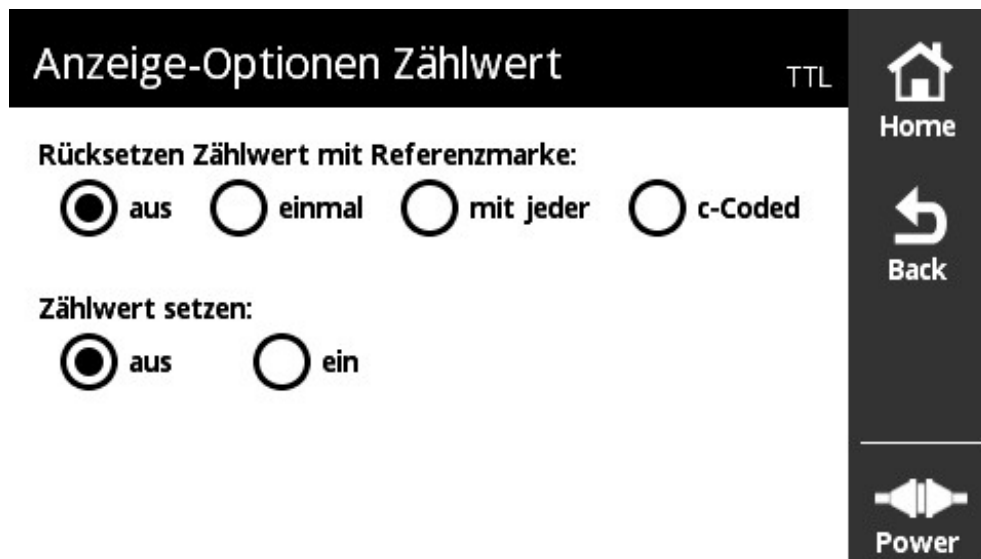 Anzeige-Optionen Zählwert
TTL
Home
Rücksetzen Zählwert mit Referenzmarke:
aus einmal mit jeder c-Coded
Back
Zählwert setzen:
aus ein
Power